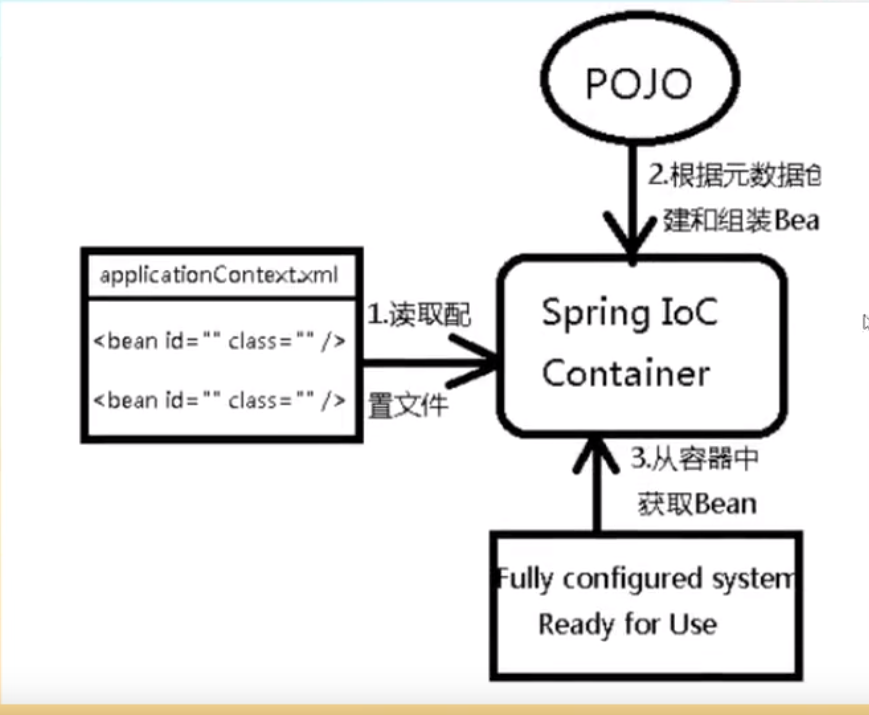 POJO
2.根据元数据创
建和组装Bea
applicationContext.xml
<bean id="" class="" />
<bean id="" class="" />
1.读取配
置文件
Spring IoC
Container
3.从容器中
获取Bean
Fully configured system
Ready for Use